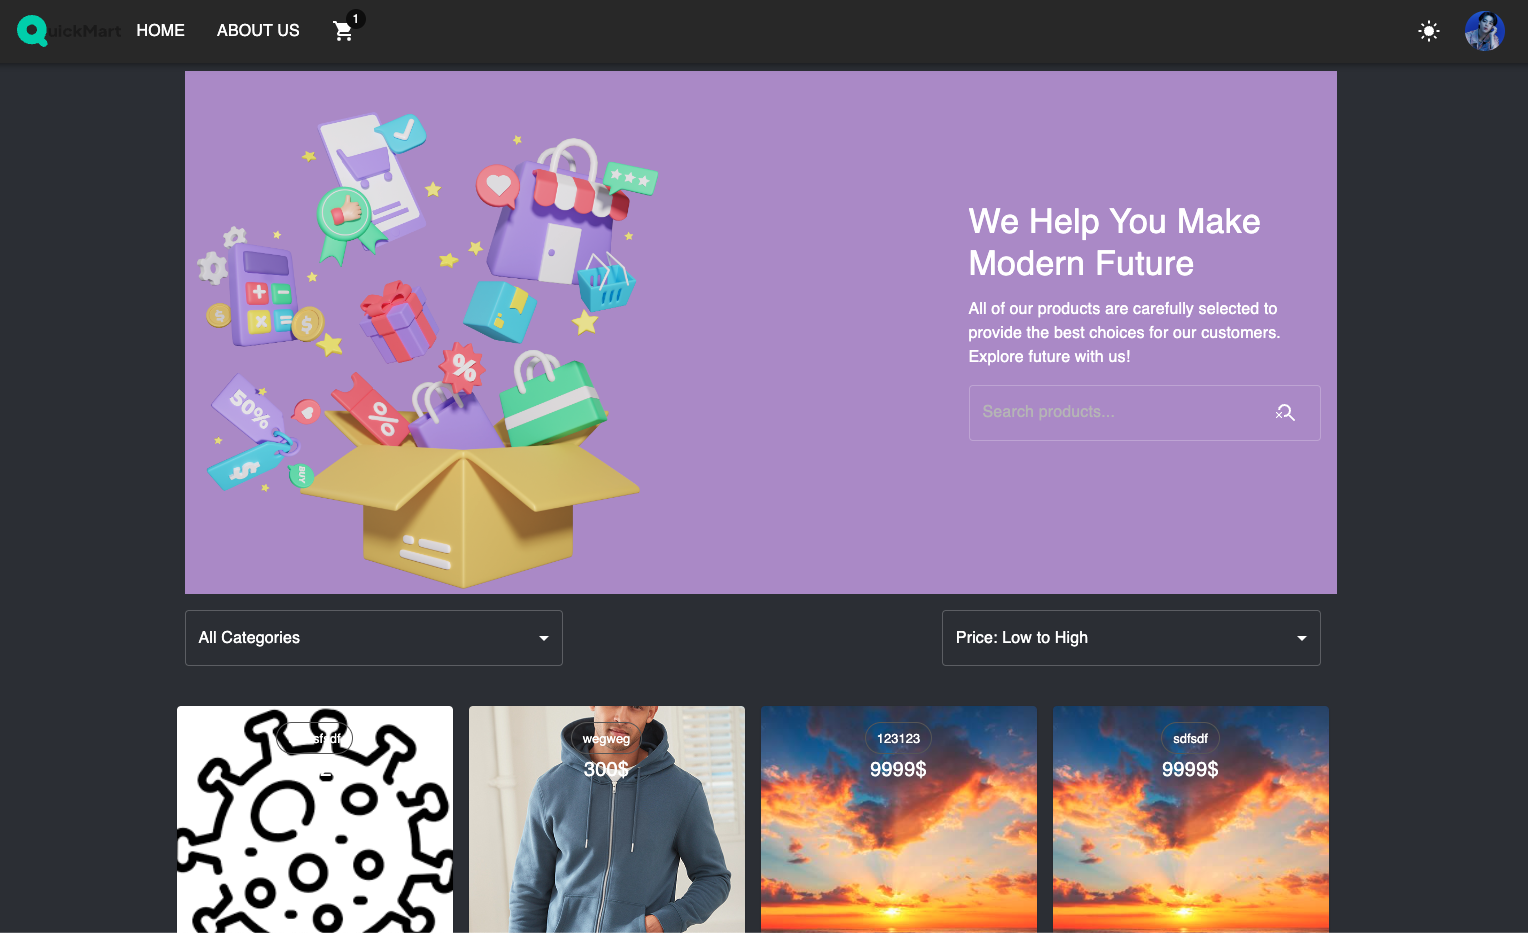 QuickMart
HOME
ABOUT US
1
We Help You Make
Modern Future
All of our products are carefully selected to
provide the best choices for our customers.
Explore future with us!
Search products...
50%
%
%
$
$
$
BUY
All Categories
Price: Low to High
wegweg
300$
123123
9999$
sdfsdf
9999$